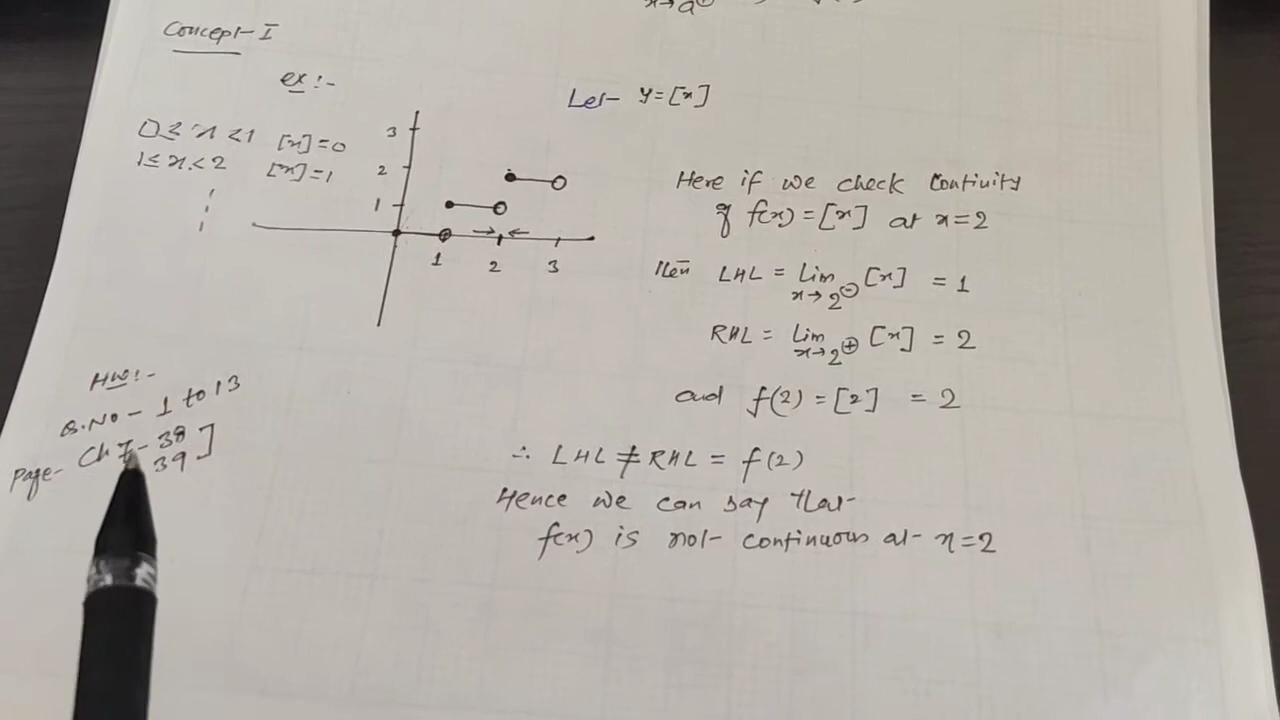 x→a⊕
Concept-I
ex:-
Let y=[x]
0≤x<1 [x]=0
1≤x<2 [x]=1
3
2
1
1 2 3
Here if we check Continuity
of f(x)=[x] at x=2
then LHL = Lim x→2⊖ [x] = 1
RHL = Lim x→2⊕ [x] = 2
and f(2)=[2] = 2
∴ LHL ≠ RHL = f(2)
Hence we can say that
f(x) is not continuous at x=2
HW:-
Q.No - 1 to 13
Page- Ch 7- 38
39]